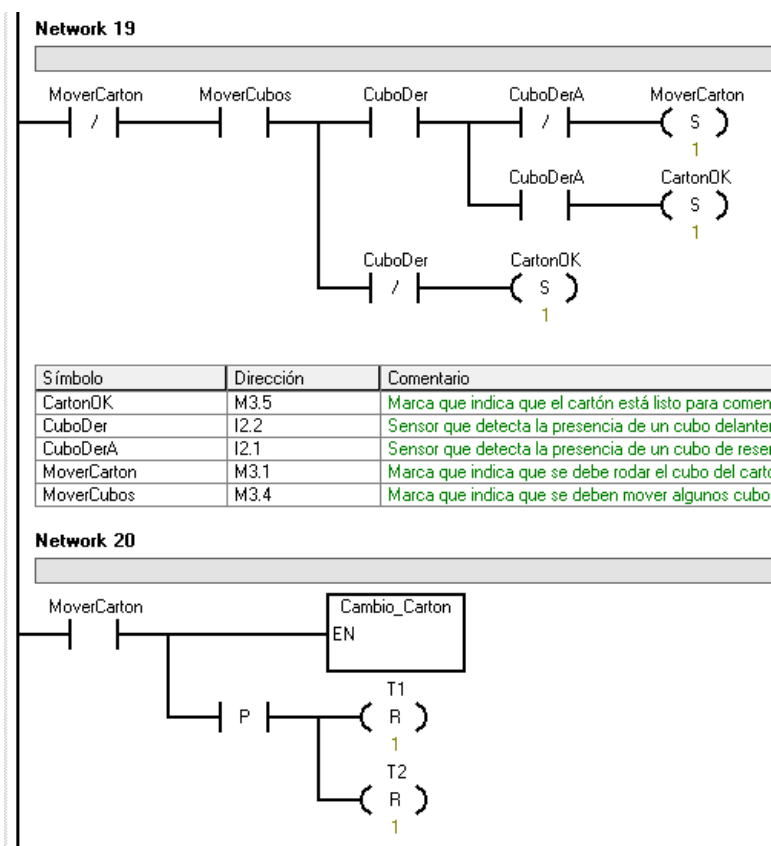 Network 19
MoverCarton MoverCubos CuboDer CuboDerA MoverCarton
/ / S
1
CuboDerA CartonOK
S
1
CuboDer CartonOK
/ S
1
Símbolo Dirección Comentario
CartonOK M3.5 Marca que indica que el cartón está listo para comen
CuboDer I2.2 Sensor que detecta la presencia de un cubo delanter
CuboDerA I2.1 Sensor que detecta la presencia de un cubo de rese
MoverCarton M3.1 Marca que indica que se debe rodar el cubo del carto
MoverCubos M3.4 Marca que indica que se deben mover algunos cubo
Network 20
MoverCarton Cambio_Carton
EN
T1
P R
1
T2
R
1